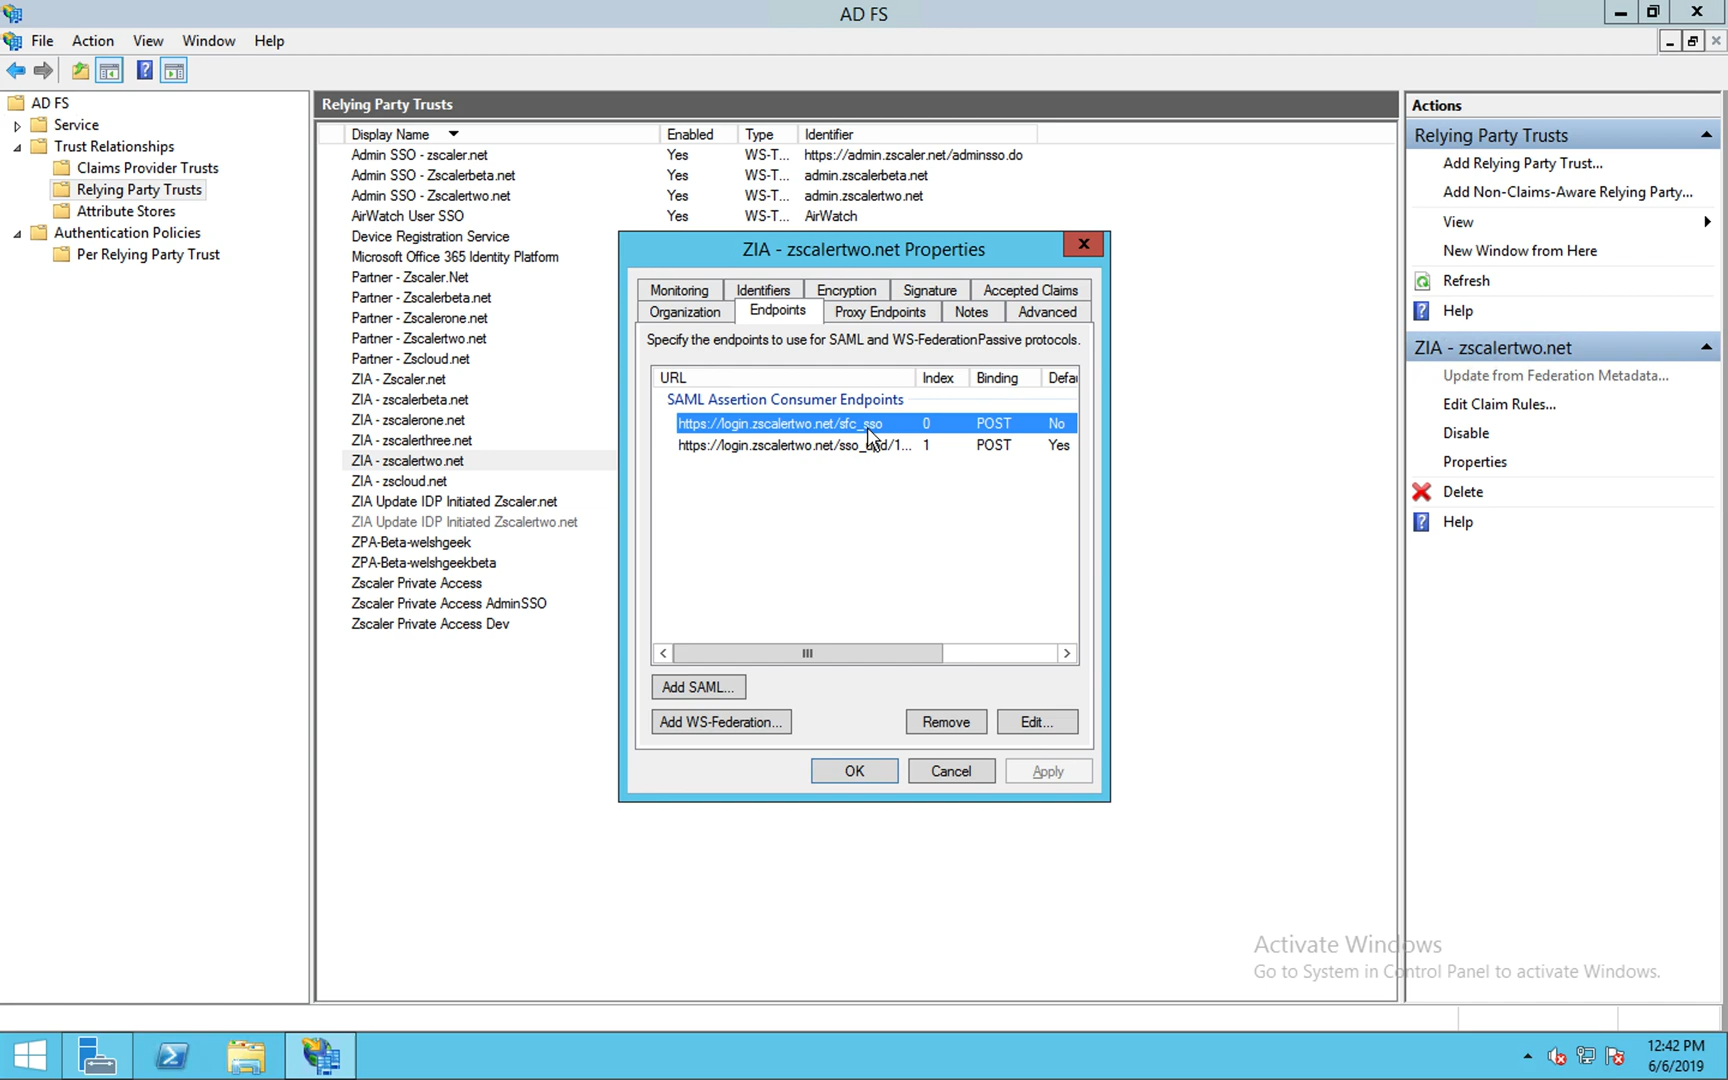 AD FS
File Action View Window Help
AD FS
Service
Trust Relationships
Claims Provider Trusts
Relying Party Trusts
Attribute Stores
Authentication Policies
Per Relying Party Trust
Relying Party Trusts
Display Name Enabled Type Identifier
Admin SSO - zscaler.net Yes WS-T... https://admin.zscaler.net/adminsso.do
Admin SSO - Zscalerbeta.net Yes WS-T... admin.zscalerbeta.net
Admin SSO - Zscalertwo.net Yes WS-T... admin.zscalertwo.net
AirWatch User SSO Yes WS-T... AirWatch
Device Registration Service
Microsoft Office 365 Identity Platform
Partner - Zscaler.Net
Partner - Zscalerbeta.net
Partner - Zscalerone.net
Partner - Zscalertwo.net
Partner - Zscloud.net
ZIA - Zscaler.net
ZIA - zscalerbeta.net
ZIA - zscalerone.net
ZIA - zscalerthree.net
ZIA - zscalertwo.net
ZIA - zscloud.net
ZIA Update IDP Initiated Zscaler.net
ZIA Update IDP Initiated Zscalertwo.net
ZPA-Beta-welshgeek
ZPA-Beta-welshgeekbeta
Zscaler Private Access
Zscaler Private Access AdminSSO
Zscaler Private Access Dev
ZIA - zscalertwo.net Properties
x
Monitoring Identifiers Encryption Signature Accepted Claims
Organization Endpoints Proxy Endpoints Notes Advanced
Specify the endpoints to use for SAML and WS-FederationPassive protocols.
URL Index Binding Defau
SAML Assertion Consumer Endpoints
https://login.zscalertwo.net/sfc_sso 0 POST No
1 POST Yes
Add SAML...
Add WS-Federation... Remove Edit...
OK Cancel Apply
Actions
Relying Party Trusts
Add Relying Party Trust...
Add Non-Claims-Aware Relying Party...
View
New Window from Here
Refresh
Help
ZIA - zscalertwo.net
Update from Federation Metadata...
Edit Claim Rules...
Disable
Properties
Delete
Help
Activate Windows
Go to System in Control Panel to activate Windows.
12:42 PM
6/6/2019